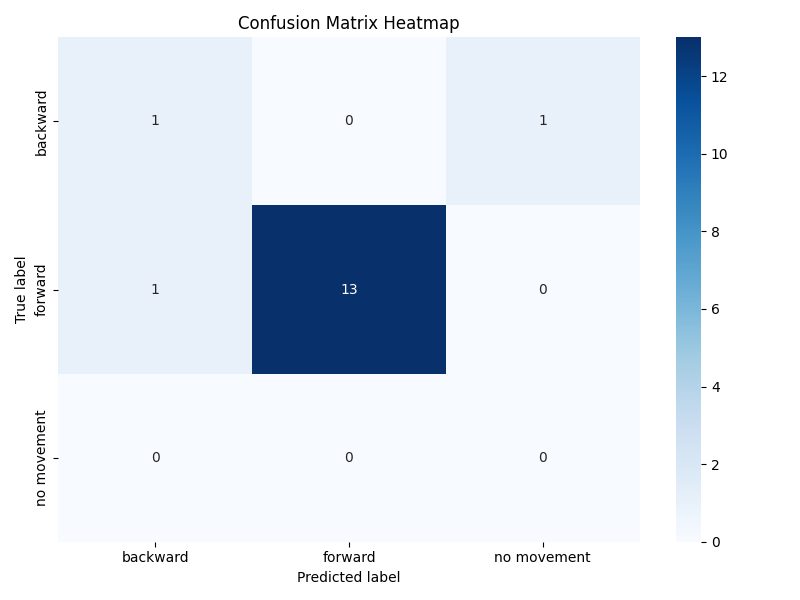 Confusion Matrix Heatmap
True label
backward
1
0
1
forward
1
13
0
no movement
0
0
0
backward
forward
no movement
Predicted label
12
10
8
6
4
2
0